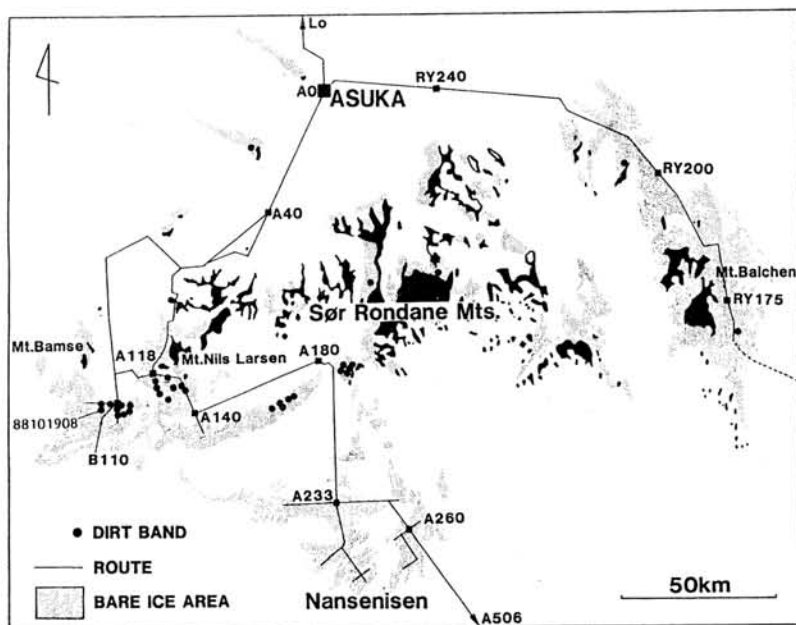 Lo
RY240
A0 ASUKA
RY200
A40
Mt.Balchen
RY175
Sør Rondane Mts.
Mt.Bamse
A118
Mt.Nils Larsen
A180
88101908
A140
B110
A233
A260
DIRT BAND
ROUTE
BARE ICE AREA
Nansenisen
50km
A506